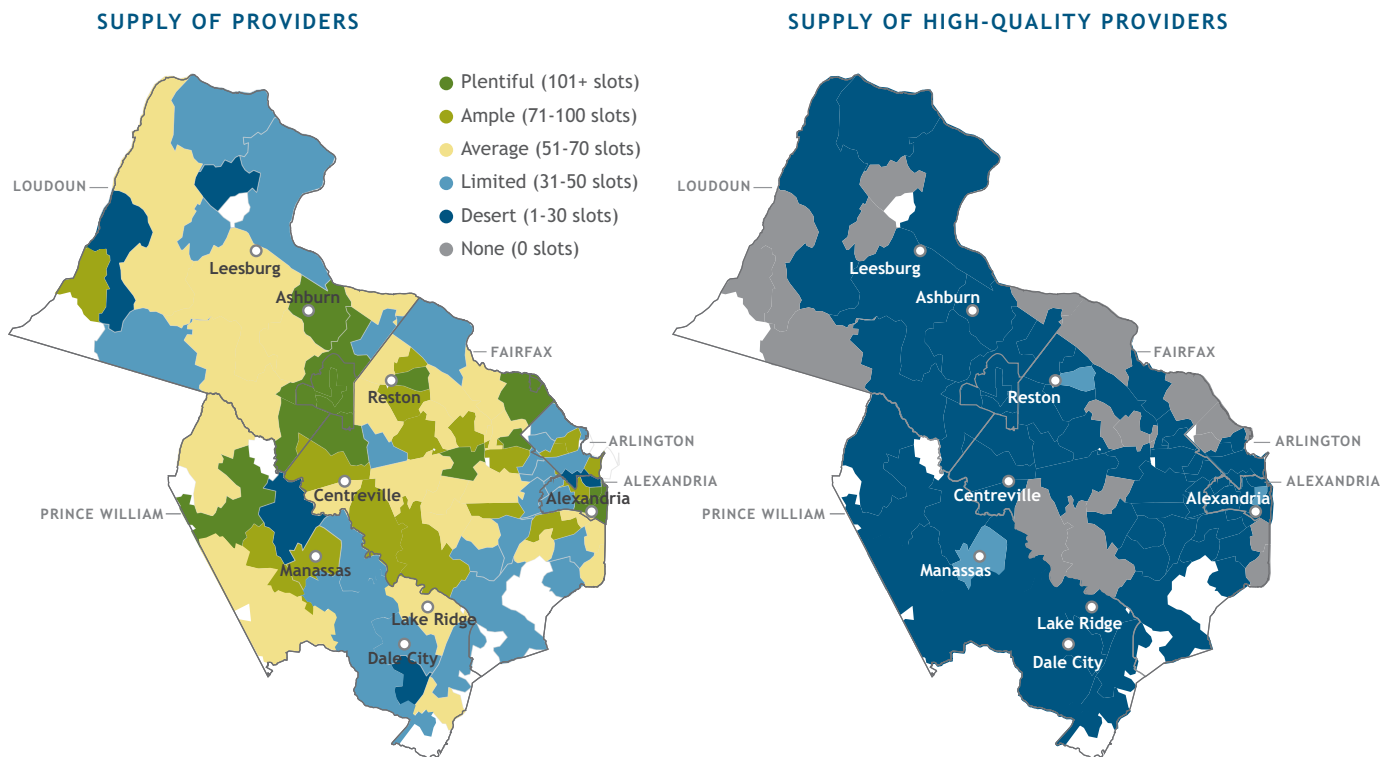 SUPPLY OF PROVIDERS
Plentiful (101+ slots)
Ample (71-100 slots)
Average (51-70 slots)
Limited (31-50 slots)
Desert (1-30 slots)
None (0 slots)
LOUDOUN
Leesburg
Ashburn
FAIRFAX
Reston
ARLINGTON
Centreville
ALEXANDRIA
Alexandria
PRINCE WILLIAM
Manassas
Lake Ridge
Dale City
SUPPLY OF HIGH-QUALITY PROVIDERS
LOUDOUN
Leesburg
Ashburn
FAIRFAX
Reston
ARLINGTON
Centreville
ALEXANDRIA
Alexandria
PRINCE WILLIAM
Manassas
Lake Ridge
Dale City